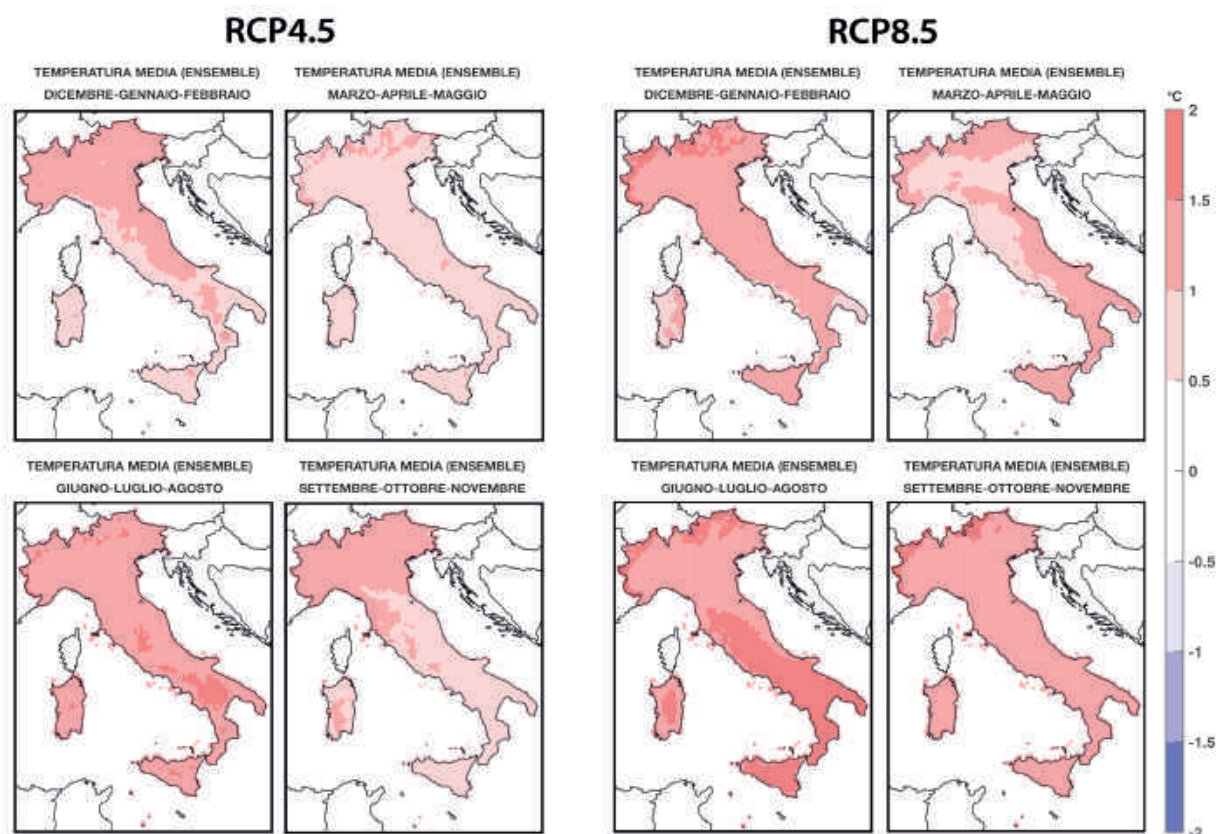 RCP4.5
RCP8.5
TEMPERATURA MEDIA (ENSEMBLE)
DICEMBRE-GENNAIO-FEBBRAIO
TEMPERATURA MEDIA (ENSEMBLE)
MARZO-APRILE-MAGGIO
TEMPERATURA MEDIA (ENSEMBLE)
DICEMBRE-GENNAIO-FEBBRAIO
TEMPERATURA MEDIA (ENSEMBLE)
MARZO-APRILE-MAGGIO
TEMPERATURA MEDIA (ENSEMBLE)
GIUGNO-LUGLIO-AGOSTO
TEMPERATURA MEDIA (ENSEMBLE)
SETTEMBRE-OTTOBRE-NOVEMBRE
TEMPERATURA MEDIA (ENSEMBLE)
GIUGNO-LUGLIO-AGOSTO
TEMPERATURA MEDIA (ENSEMBLE)
SETTEMBRE-OTTOBRE-NOVEMBRE
°C
2
1.5
1
0.5
0
-0.5
-1
-1.5
-2